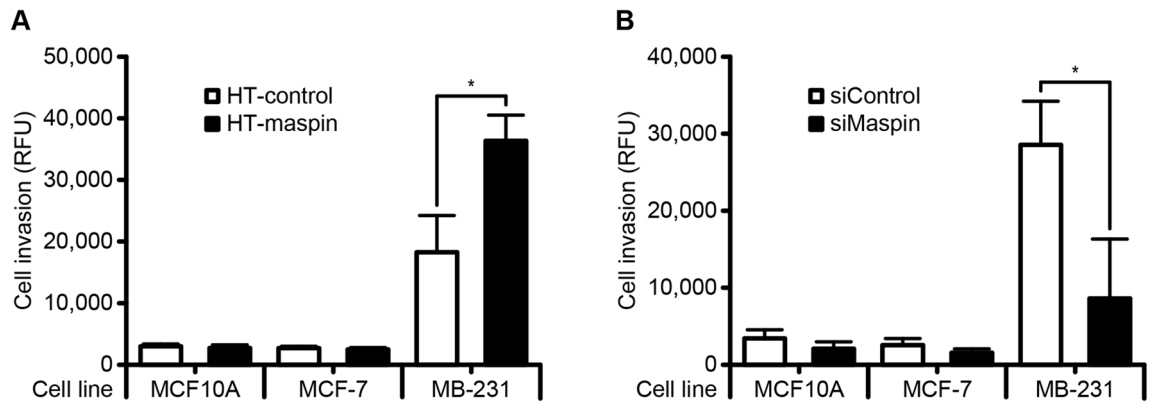 A
Cell invasion (RFU)
50,000
40,000
30,000
20,000
10,000
0
HT-control
HT-maspin
*
Cell line
MCF10A
MCF-7
MB-231
B
Cell invasion (RFU)
40,000
30,000
20,000
10,000
0
siControl
siMaspin
*
Cell line
MCF10A
MCF-7
MB-231